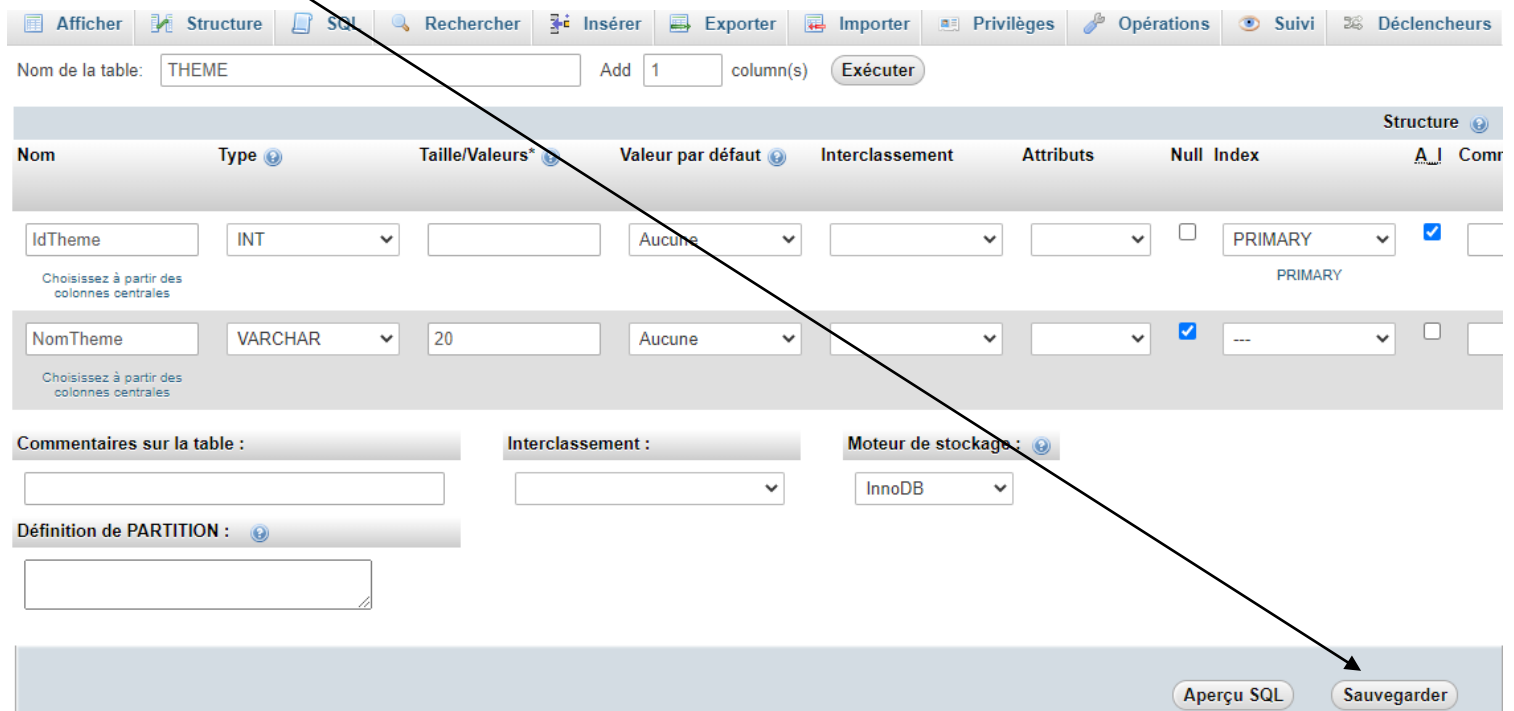 Afficher Structure SQL Rechercher Insérer Exporter Importer Privilèges Opérations Suivi Déclencheurs
Nom de la table: THEME Add 1 column(s) Exécuter
Structure
Nom Type Taille/Valeurs* Valeur par défaut Interclassement Attributs Null Index A_I Comm
IdTheme INT Aucune PRIMARY
Choisissez à partir des PRIMARY
colonnes centrales
NomTheme VARCHAR 20 Aucune ---
Choisissez à partir des
colonnes centrales
Commentaires sur la table : Interclassement : Moteur de stockage :
InnoDB
Définition de PARTITION :
Aperçu SQL Sauvegarder